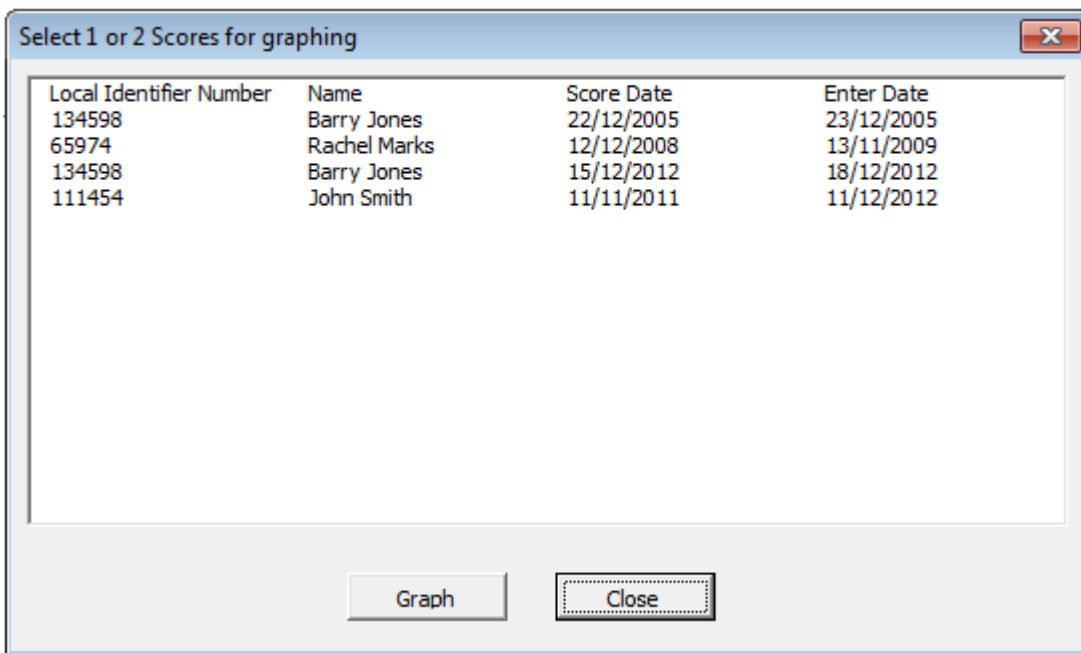 Select 1 or 2 Scores for graphing
Local Identifier Number Name Score Date Enter Date
134598 Barry Jones 22/12/2005 23/12/2005
65974 Rachel Marks 12/12/2008 13/11/2009
134598 Barry Jones 15/12/2012 18/12/2012
111454 John Smith 11/11/2011 11/12/2012
Graph Close